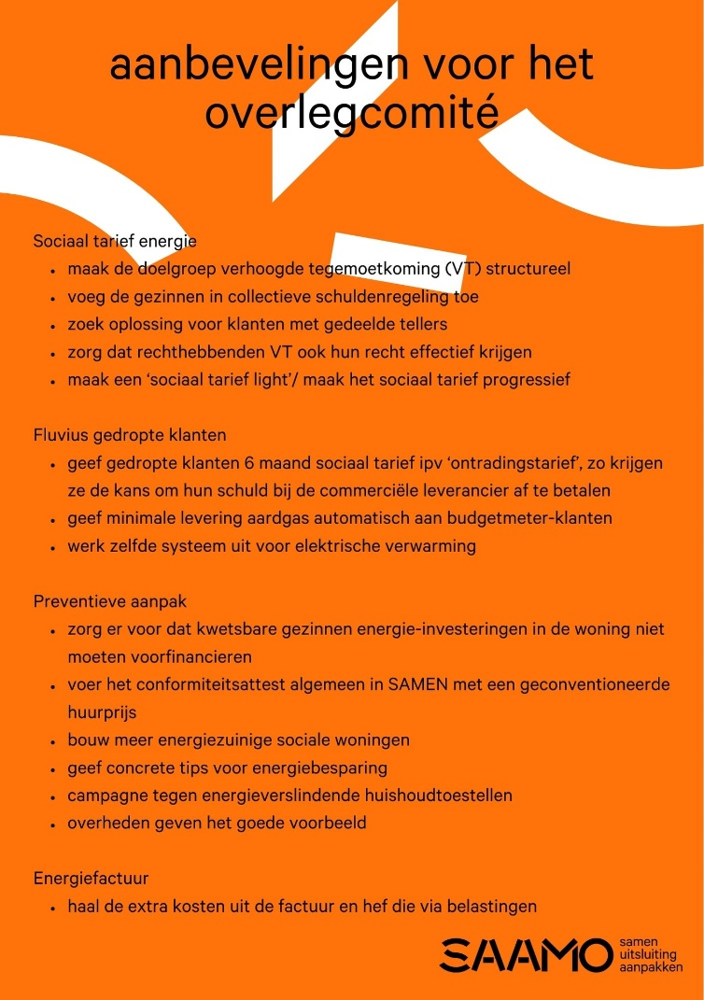 aanbevelingen voor het
overlegcomité
Sociaal tarief energie
• maak de doelgroep verhoogde tegemoetkoming (VT) structureel
• voeg de gezinnen in collectieve schuldenregeling toe
• zoek oplossing voor klanten met gedeelde tellers
• zorg dat rechthebbenden VT ook hun recht effectief krijgen
• maak een ‘sociaal tarief light’/ maak het sociaal tarief progressief
Fluvius gedropte klanten
• geef gedropte klanten 6 maand sociaal tarief ipv ‘ontradingstarief’, zo krijgen
ze de kans om hun schuld bij de commerciële leverancier af te betalen
• geef minimale levering aardgas automatisch aan budgetmeter-klanten
• werk zelfde systeem uit voor elektrische verwarming
Preventieve aanpak
• zorg er voor dat kwetsbare gezinnen energie-investeringen in de woning niet
moeten voorfinancieren
• voer het conformiteitsattest algemeen in SAMEN met een geconventioneerde
huurprijs
• bouw meer energiezuinige sociale woningen
• geef concrete tips voor energiebesparing
• campagne tegen energieverslindende huishoudtoestellen
• overheden geven het goede voorbeeld
Energiefactuur
• haal de extra kosten uit de factuur en hef die via belastingen
SAAMO
samen
uitsluiting
aanpakken